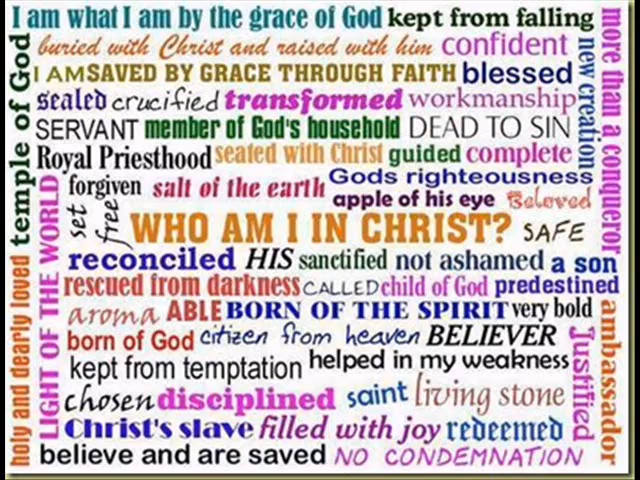 I am what I am by the grace of God kept from falling
buried with Christ and raised with him confident
I AM SAVED BY GRACE THROUGH FAITH blessed
sealed crucified transformed workmanship
SERVANT member of God's household DEAD TO SIN
Royal Priesthood seated with Christ guided complete
forgiven salt of the earth Gods righteousness
apple of his eye Beloved
set free
WHO AM I IN CHRIST? SAFE
reconciled HIS sanctified not ashamed a son
rescued from darkness CALLED child of God predestined
aroma ABLE BORN OF THE SPIRIT very bold
born of God citizen from heaven BELIEVER
kept from temptation helped in my weakness
chosen disciplined saint living stone
Christ's slave filled with joy redeemed
believe and are saved NO CONDEMNATION
temple of God
holy and dearly loved
LIGHT OF THE WORLD
new creation
more than a conqueror
Justified
ambassador